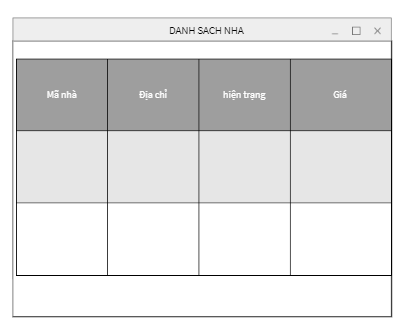 DANH SACH NHA
Mã nhà
Địa chỉ
hiện trạng
Giá